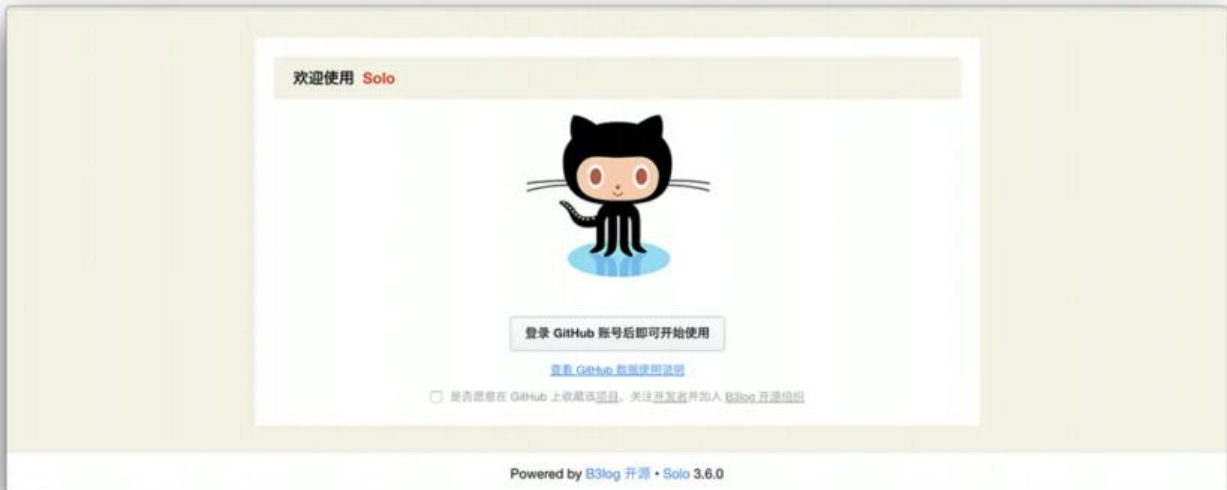 欢迎使用 Solo
登录 GitHub 账号后即可开始使用
查看 GitHub 数据使用说明
是否愿意在 GitHub 上收藏该项目、关注开发者并加入 B3log 开源组织
Powered by B3log 开源 • Solo 3.6.0